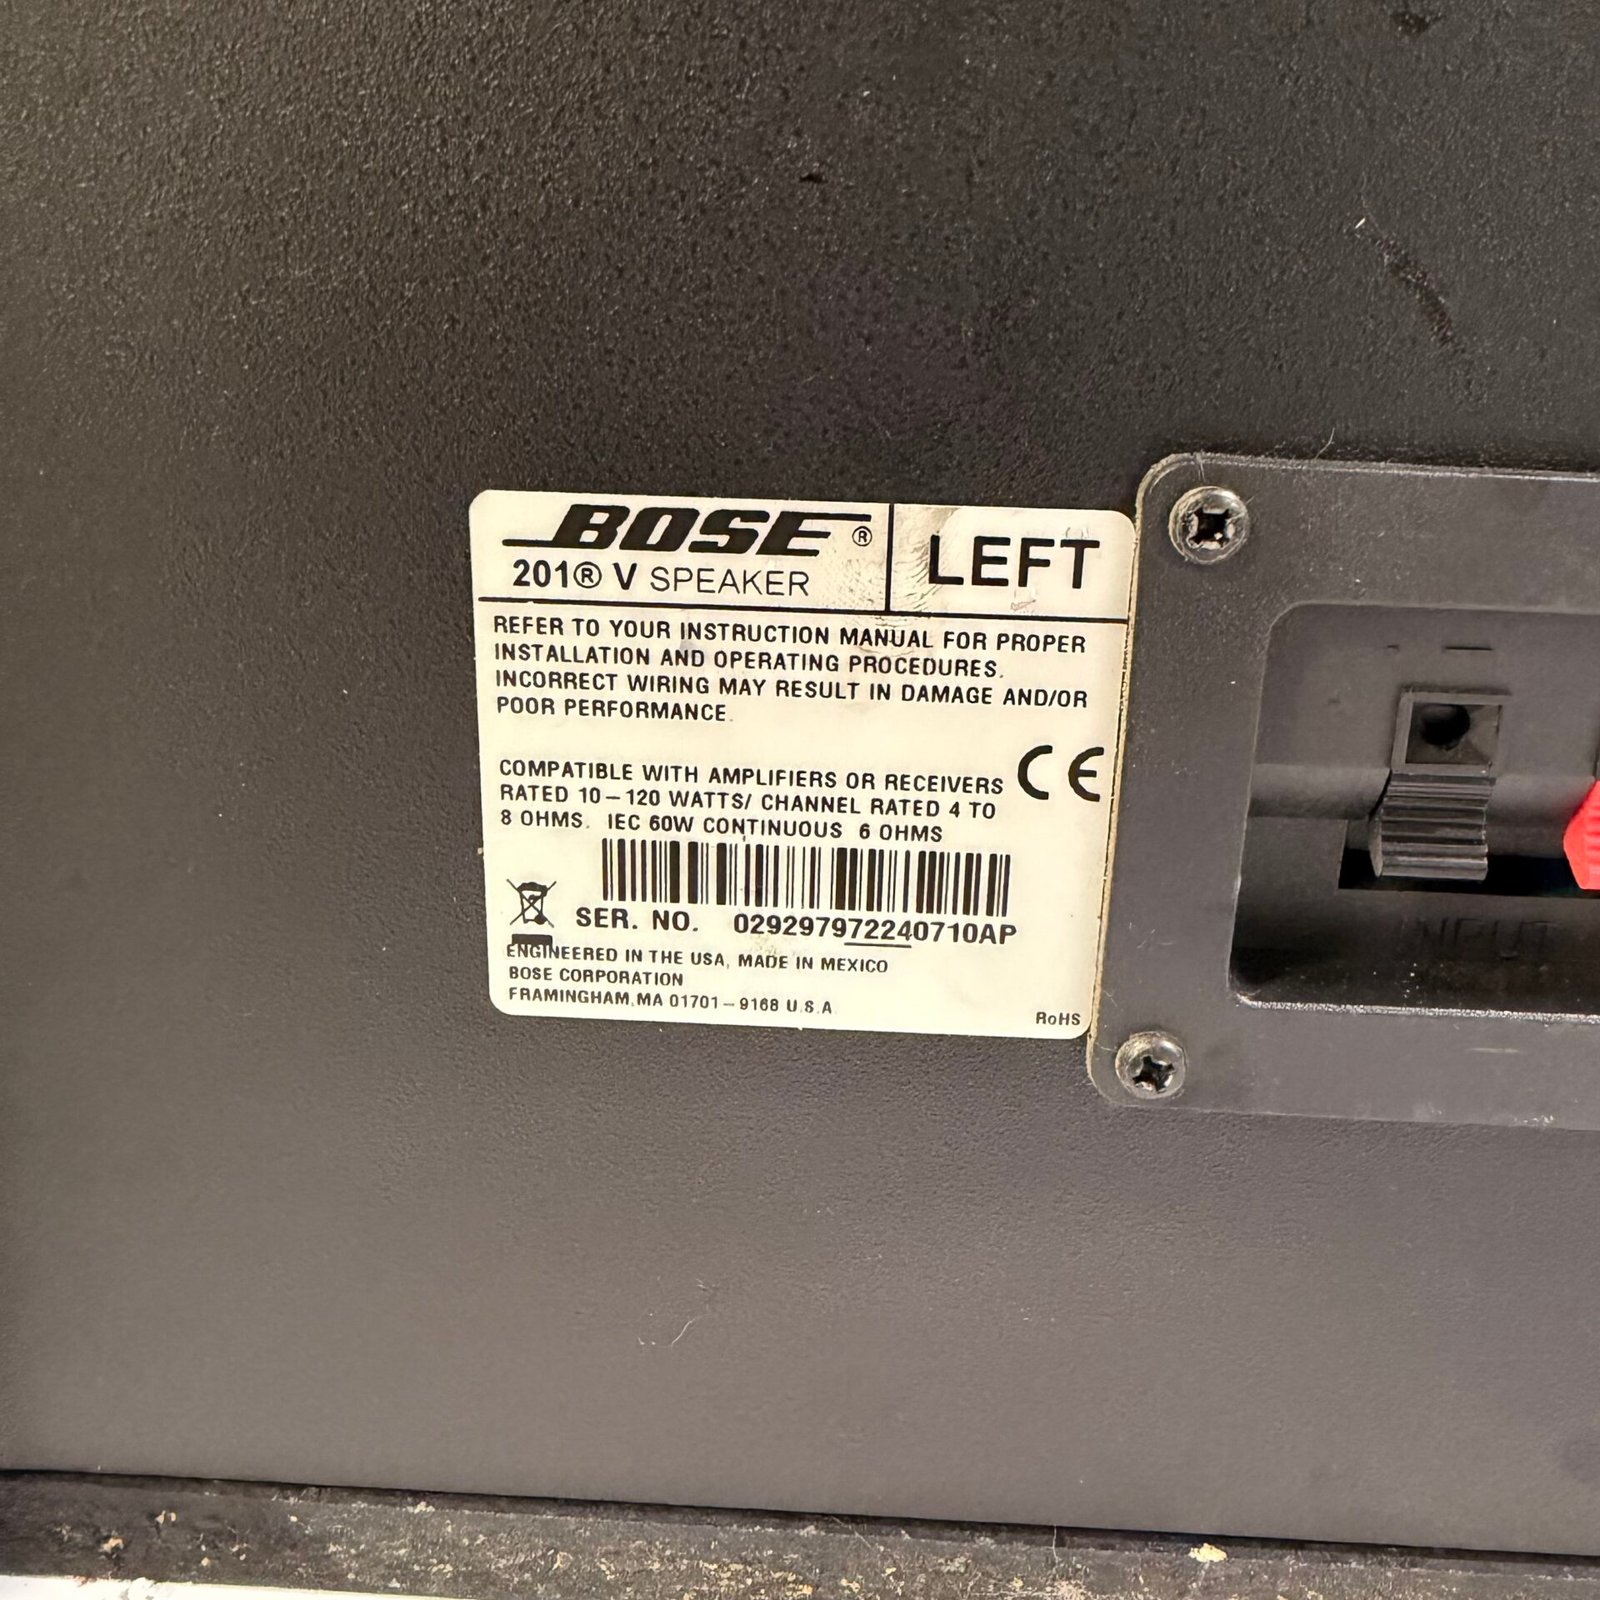 BOSE®
201® V SPEAKER
LEFT
REFER TO YOUR INSTRUCTION MANUAL FOR PROPER
INSTALLATION AND OPERATING PROCEDURES.
INCORRECT WIRING MAY RESULT IN DAMAGE AND/OR
POOR PERFORMANCE.
COMPATIBLE WITH AMPLIFIERS OR RECEIVERS
RATED 10-120 WATTS/ CHANNEL RATED 4 TO
8 OHMS. IEC 60W CONTINUOUS 6 OHMS
CE
SER. NO. 029297972240710AP
ENGINEERED IN THE USA, MADE IN MEXICO
BOSE CORPORATION
FRAMINGHAM, MA 01701-9168 U.S.A.
RoHS
INPUT